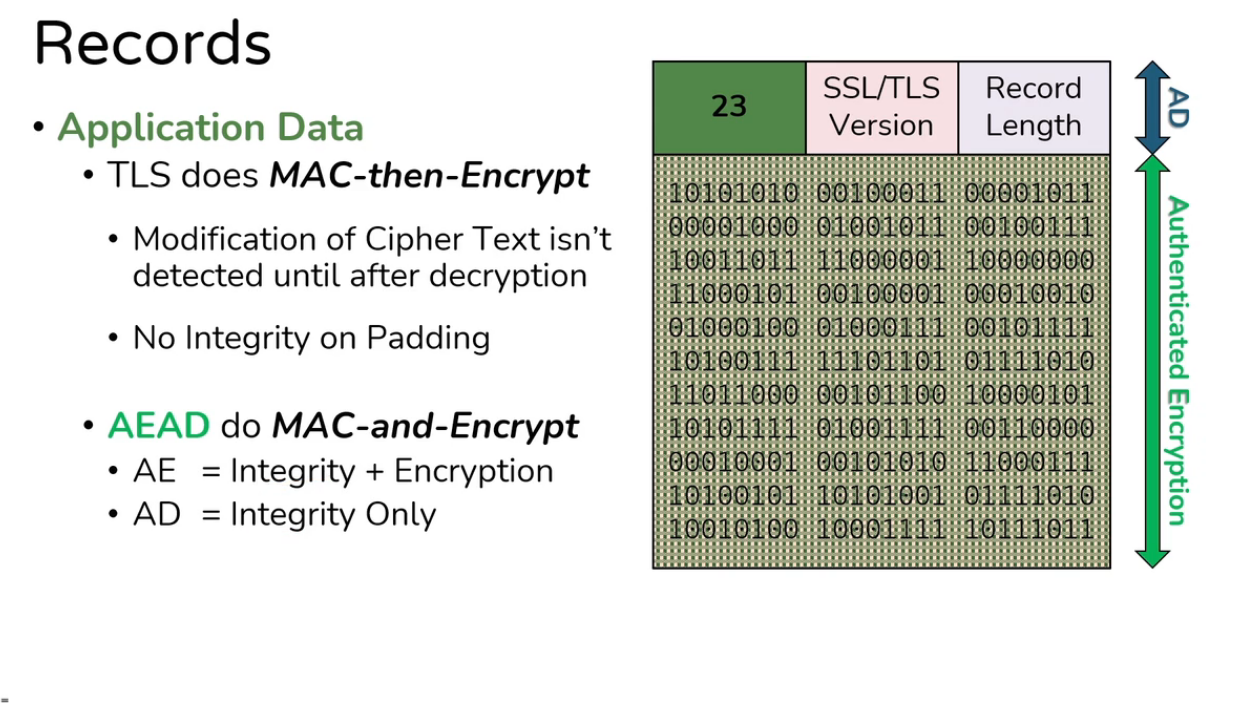 Records
• Application Data
• TLS does MAC-then-Encrypt
• Modification of Cipher Text isn't
detected until after decryption
• No Integrity on Padding
• AEAD do MAC-and-Encrypt
• AE = Integrity + Encryption
• AD = Integrity Only
23
SSL/TLS
Version
Record
Length
10101010 00100011 00001011
00001000 01001011 00100111
10011011 11000001 10000000
11000101 00100001 00010010
01000100 01000111 00101111
10100111 11101101 01111010
11011000 00101100 10000101
10101111 01001111 00110000
00010001 00101010 11000111
10100101 10101001 01111010
10010100 10001111 10111011
AD
Authenticated Encryption
=